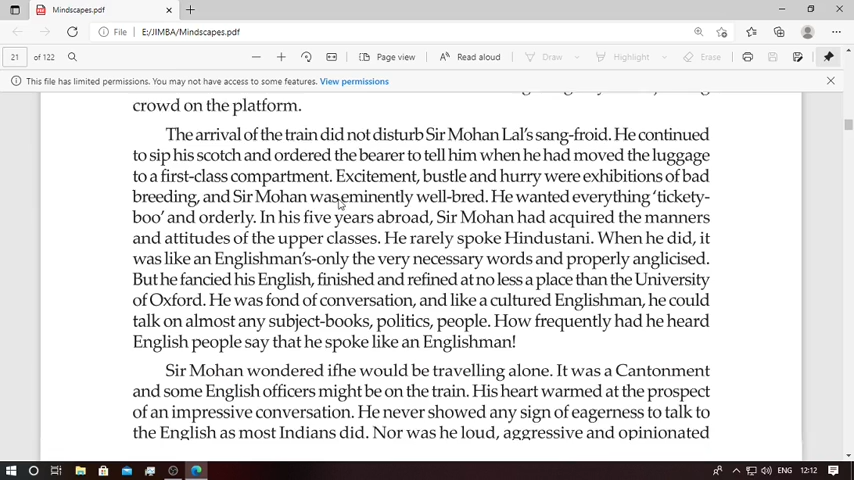 Mindscapes.pdf
File E:/JIMBA/Mindscapes.pdf
21 of 122 Page view Read aloud Draw Highlight Erase
This file has limited permissions. You may not have access to some features. View permissions
crowd on the platform.
The arrival of the train did not disturb Sir Mohan Lal's sang-froid. He continued
to sip his scotch and ordered the bearer to tell him when he had moved the luggage
to a first-class compartment. Excitement, bustle and hurry were exhibitions of bad
breeding, and Sir Mohan was eminently well-bred. He wanted everything 'tickety-
boo' and orderly. In his five years abroad, Sir Mohan had acquired the manners
and attitudes of the upper classes. He rarely spoke Hindustani. When he did, it
was like an Englishman's-only the very necessary words and properly anglicised.
But he fancied his English, finished and refined at no less a place than the University
of Oxford. He was fond of conversation, and like a cultured Englishman, he could
talk on almost any subject-books, politics, people. How frequently had he heard
English people say that he spoke like an Englishman!
Sir Mohan wondered ifhe would be travelling alone. It was a Cantonment
and some English officers might be on the train. His heart warmed at the prospect
of an impressive conversation. He never showed any sign of eagerness to talk to
the English as most Indians did. Nor was he loud, aggressive and opinionated
ENG 12:12